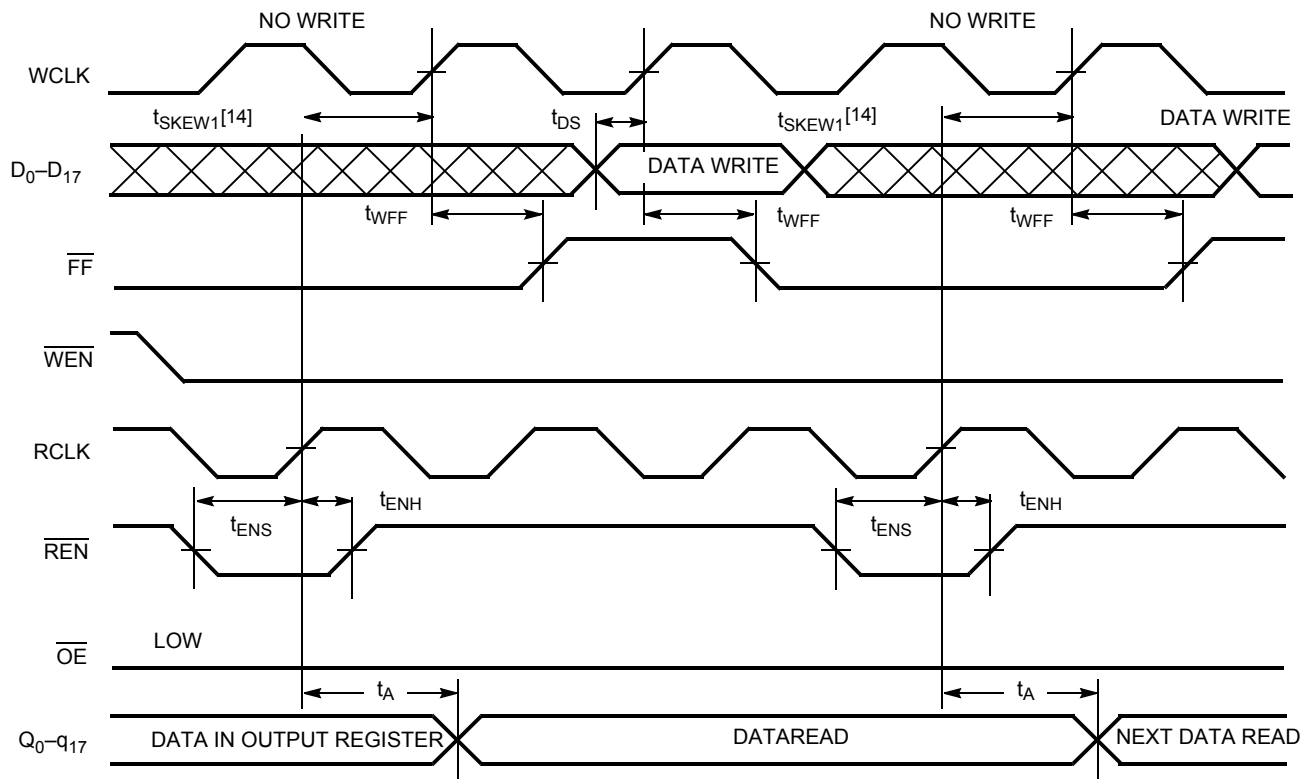 NO WRITE NO WRITE
WCLK
tSKEW1[14] tDS tSKEW1[14] DATA WRITE
D0–D17 DATA WRITE
tWFF tWFF tWFF
FF
WEN
RCLK
tENS tENH tENS tENH
REN
LOW
OE
tA tA
Q0–q17 DATA IN OUTPUT REGISTER DATAREAD NEXT DATA READ